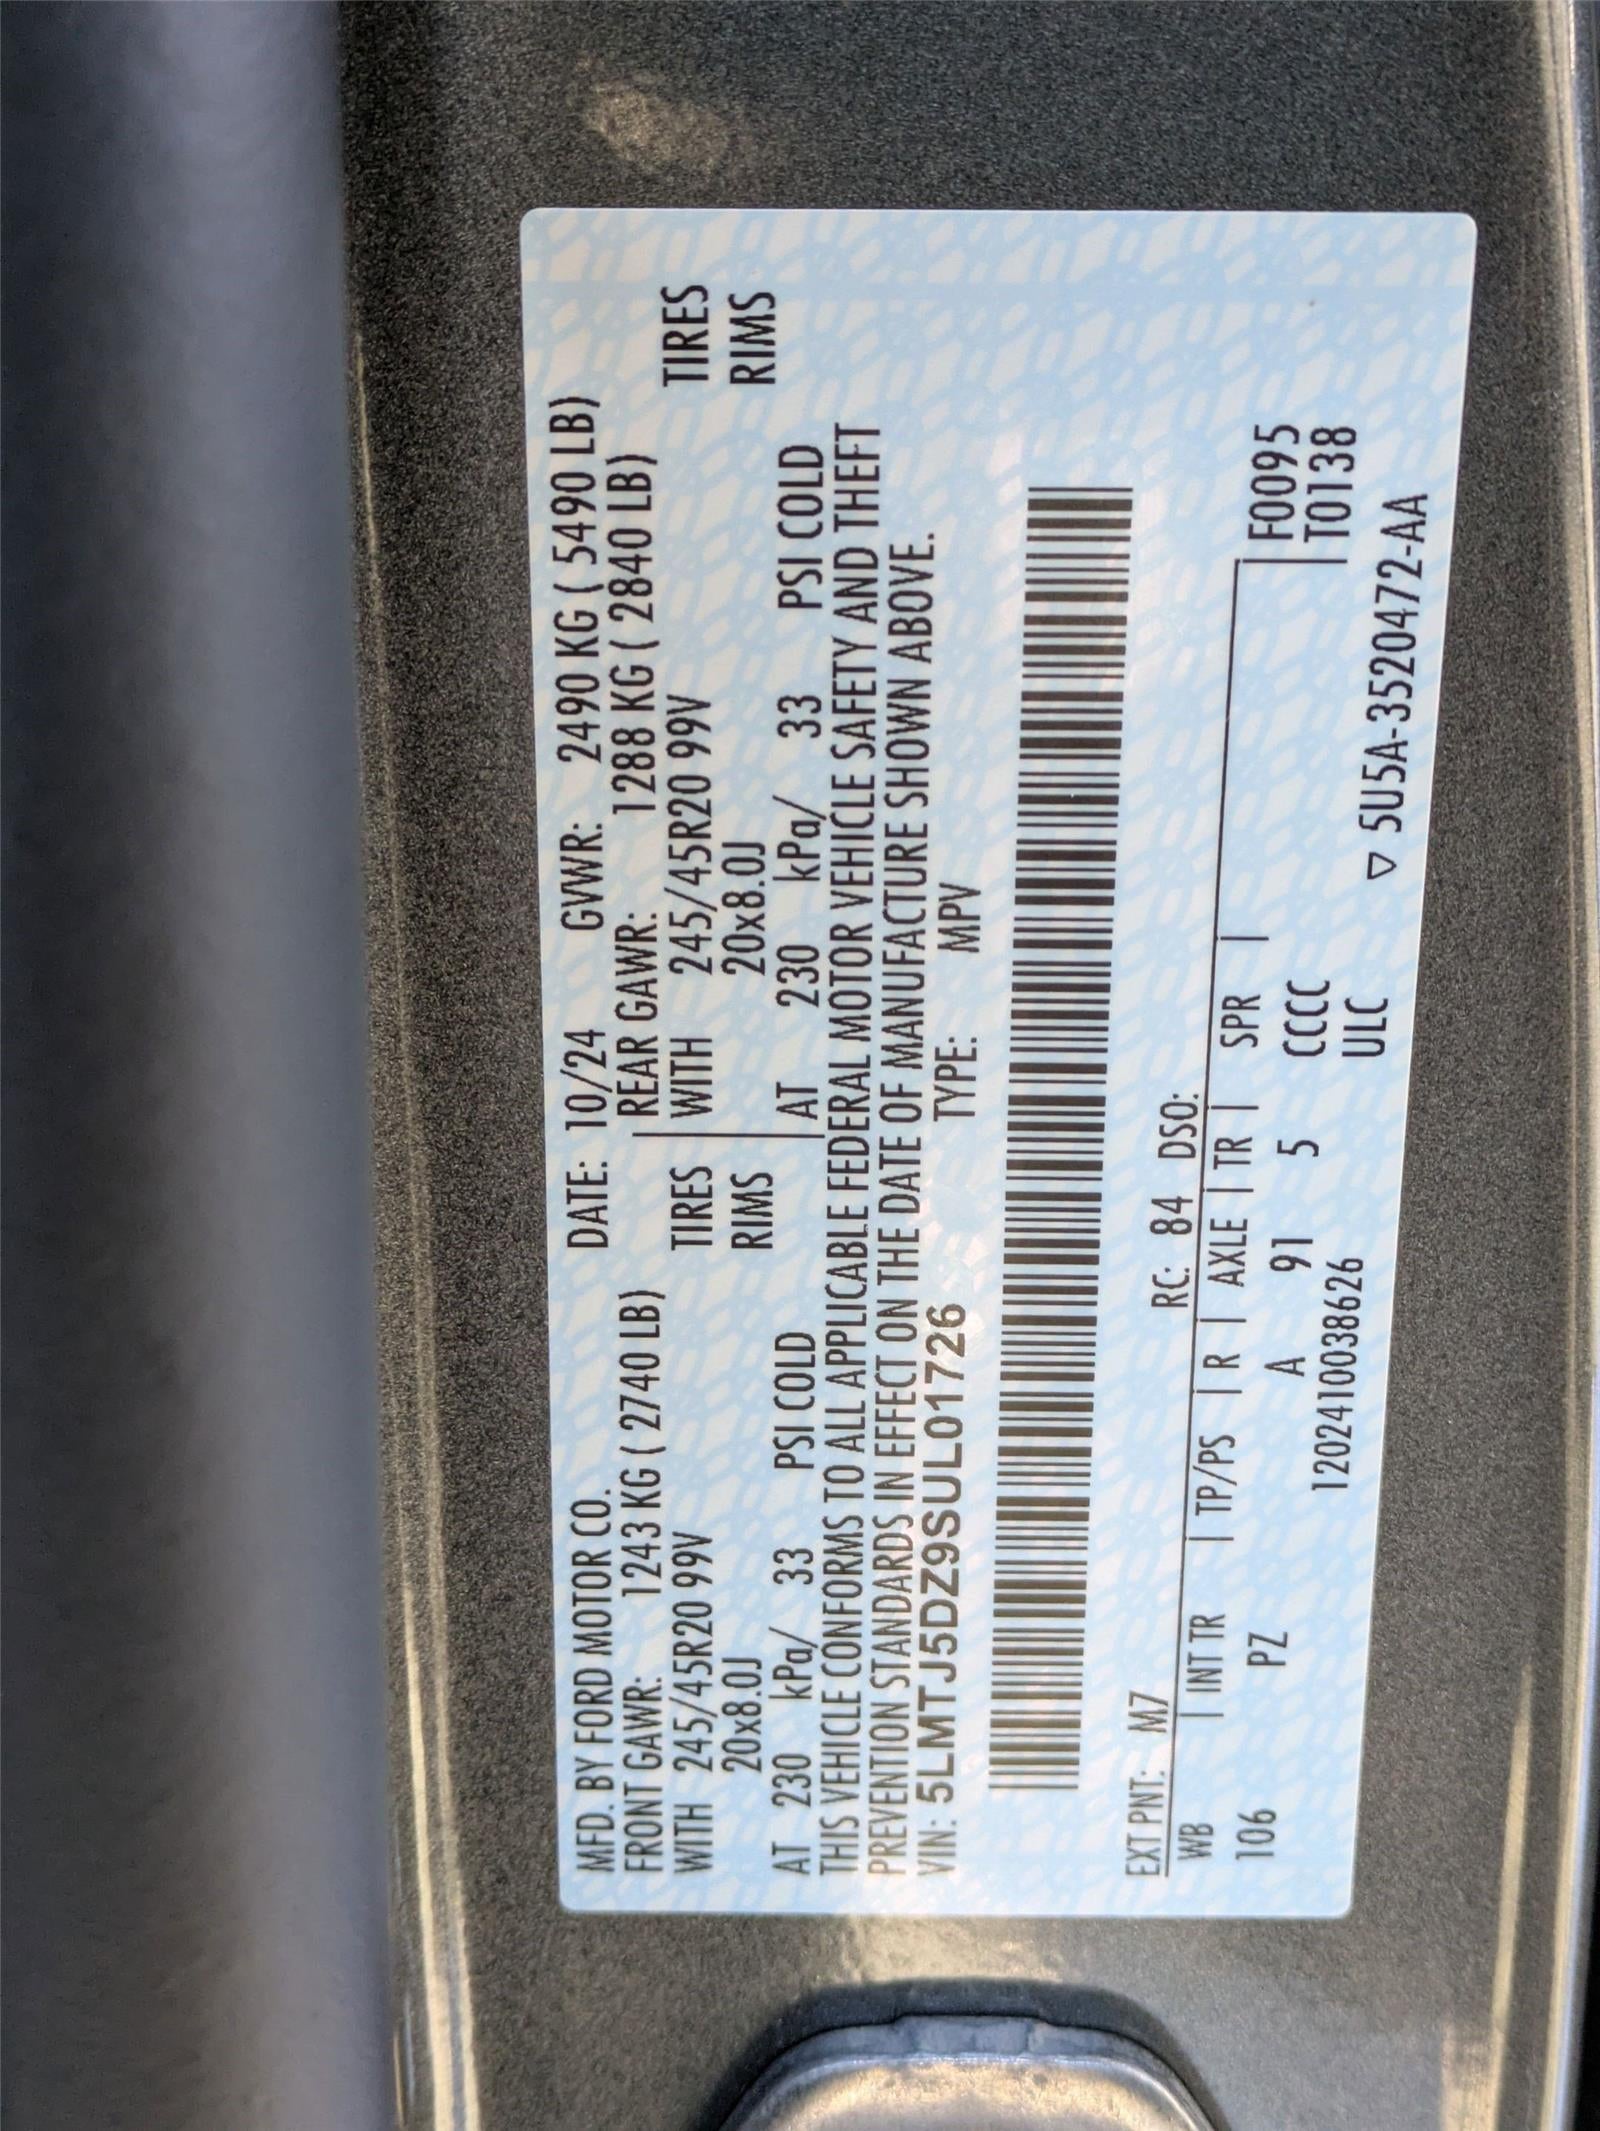 MFD. BY FORD MOTOR CO. DATE: 10/24 GVWR: 2490 KG ( 5490 LB)
FRONT GAWR: 1243 KG ( 2740 LB) REAR GAWR: 1288 KG ( 2840 LB)
WITH 245/45R20 99V TIRES WITH 245/45R20 99V TIRES
20x8.0J RIMS 20x8.0J RIMS
AT 230 kPa/ 33 PSI COLD AT 230 kPa/ 33 PSI COLD
THIS VEHICLE CONFORMS TO ALL APPLICABLE FEDERAL MOTOR VEHICLE SAFETY AND THEFT
PREVENTION STANDARDS IN EFFECT ON THE DATE OF MANUFACTURE SHOWN ABOVE.
VIN: 5LMTJ5DZ9SUL01726 TYPE: MPV
EXT PNT: M7 RC: 84 DSO:
WB | INT TR | TP/PS | R | AXLE | TR | SPR | F0095
106 PZ A 91 5 CCCC T0138
1202410038626 ULC
▽ 5U5A-3520472-AA